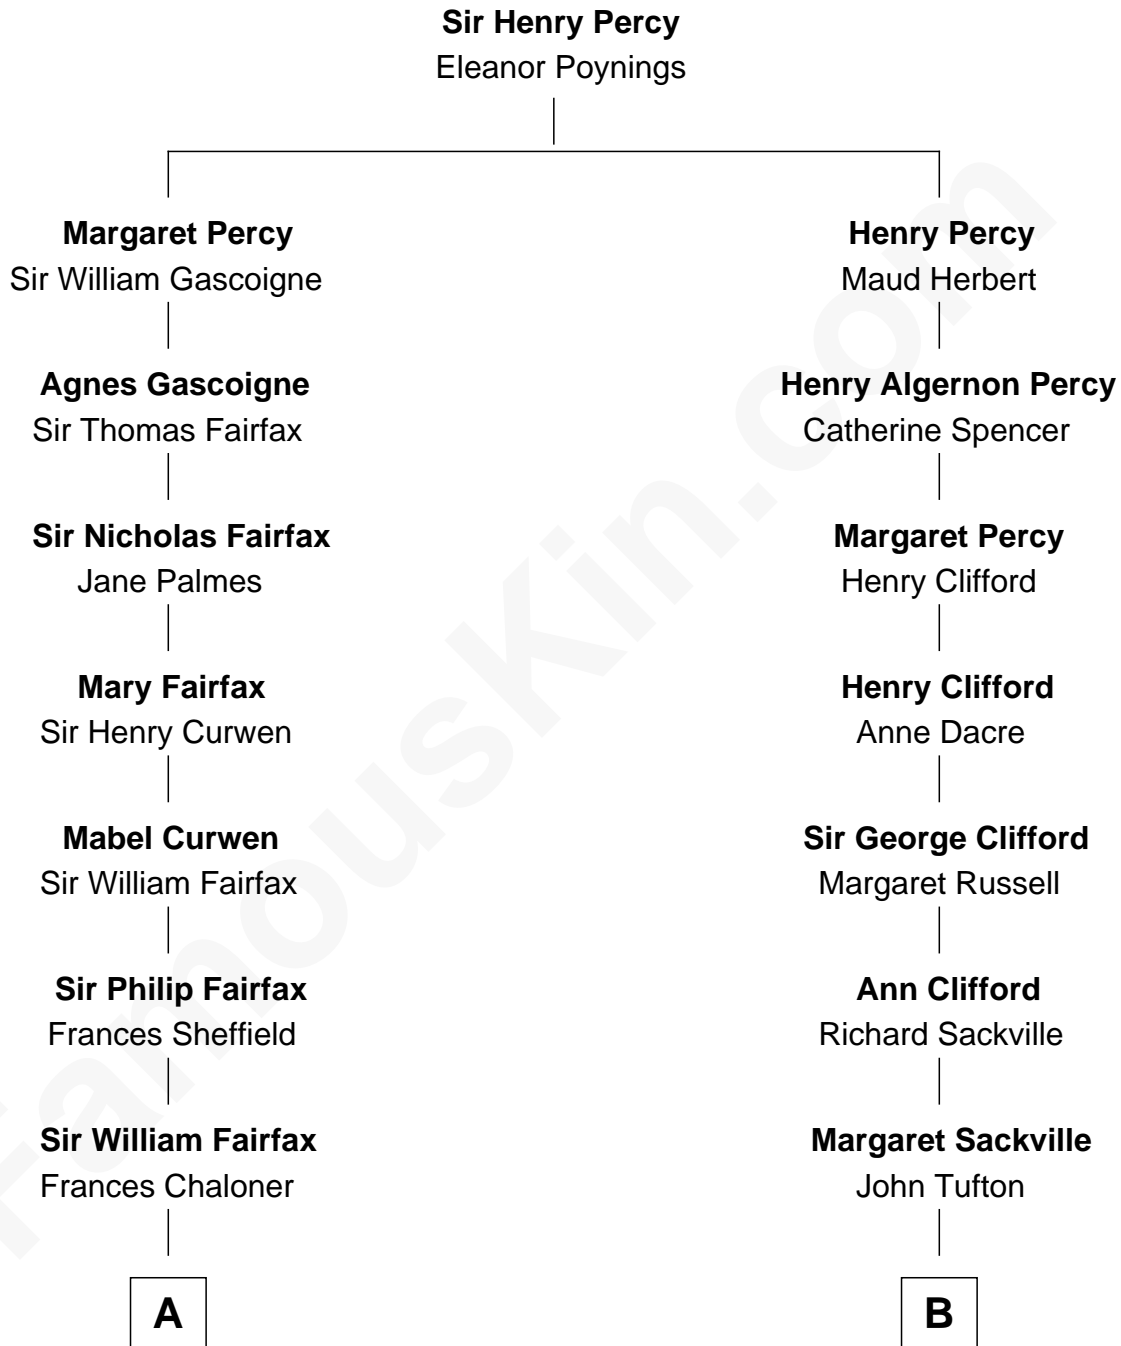 Sir Henry Percy
Eleanor Poynings
Margaret Percy
Sir William Gascoigne
Henry Percy
Maud Herbert
Agnes Gascoigne
Sir Thomas Fairfax
Henry Algernon Percy
Catherine Spencer
Sir Nicholas Fairfax
Jane Palmes
Margaret Percy
Henry Clifford
Mary Fairfax
Sir Henry Curwen
Henry Clifford
Anne Dacre
Mabel Curwen
Sir William Fairfax
Sir George Clifford
Margaret Russell
Sir Philip Fairfax
Frances Sheffield
Ann Clifford
Richard Sackville
Sir William Fairfax
Frances Chaloner
Margaret Sackville
John Tufton
A
B
FamousKin.com